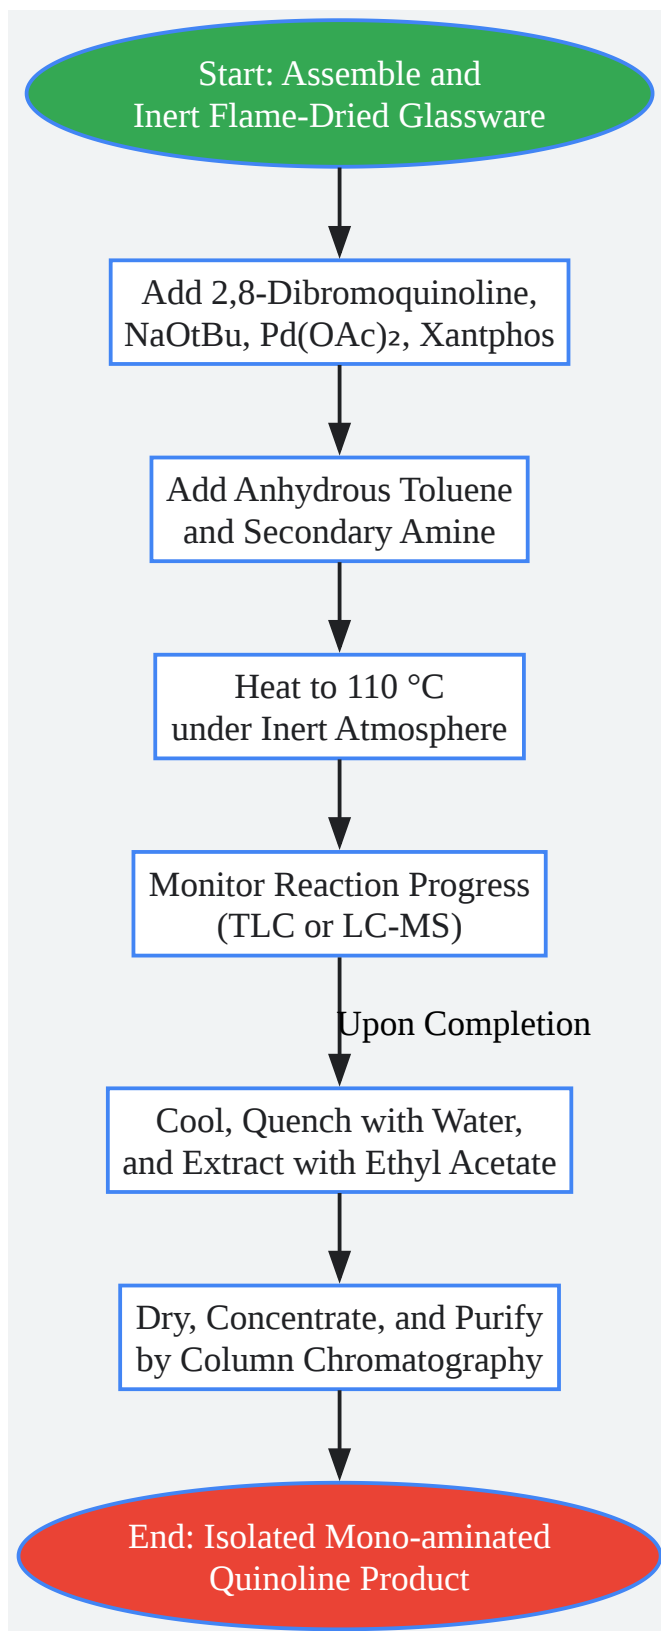 Start: Assemble and
Inert Flame-Dried Glassware
Add 2,8-Dibromoquinoline,
NaOtBu, Pd(OAc)₂, Xantphos
Add Anhydrous Toluene
and Secondary Amine
Heat to 110 °C
under Inert Atmosphere
Monitor Reaction Progress
(TLC or LC-MS)
Upon Completion
Cool, Quench with Water,
and Extract with Ethyl Acetate
Dry, Concentrate, and Purify
by Column Chromatography
End: Isolated Mono-aminated
Quinoline Product